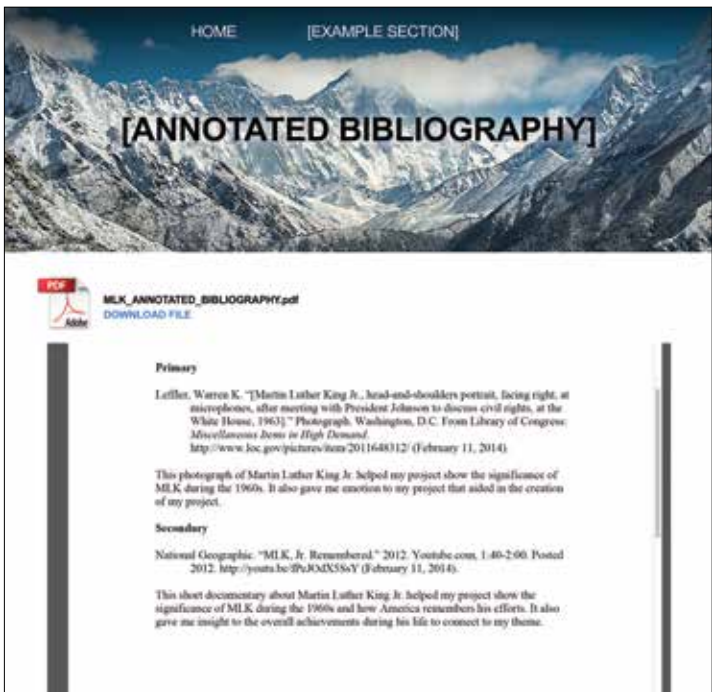 HOME [EXAMPLE SECTION]
[ANNOTATED BIBLIOGRAPHY]
PDF
Adobe
MLK_ANNOTATED_BIBLIOGRAPHY.pdf
DOWNLOAD FILE
Primary
Leffler, Warren K. "[Martin Luther King Jr., head-and-shoulders portrait, facing right, at
microphones, after meeting with President Johnson to discuss civil rights, at the
White House, 1963]." Photograph. Washington, D.C. From Library of Congress:
Miscellaneous Items in High Demand.
http://www.loc.gov/pictures/item/2011648312/ (February 11, 2014)
This photograph of Martin Luther King Jr. helped my project show the significance of
MLK during the 1960s. It also gave me emotion to my project that aided in the creation
of my project.
Secondary
National Geographic. "MLK, Jr. Remembered." 2012. Youtube.com, 1:40-2:00. Posted
2012. (February 11, 2014).
This short documentary about Martin Luther King Jr. helped my project show the
significance of MLK during the 1960s and how America remembers his efforts. It also
gave me insight to the overall achievements during his life to connect to my theme.